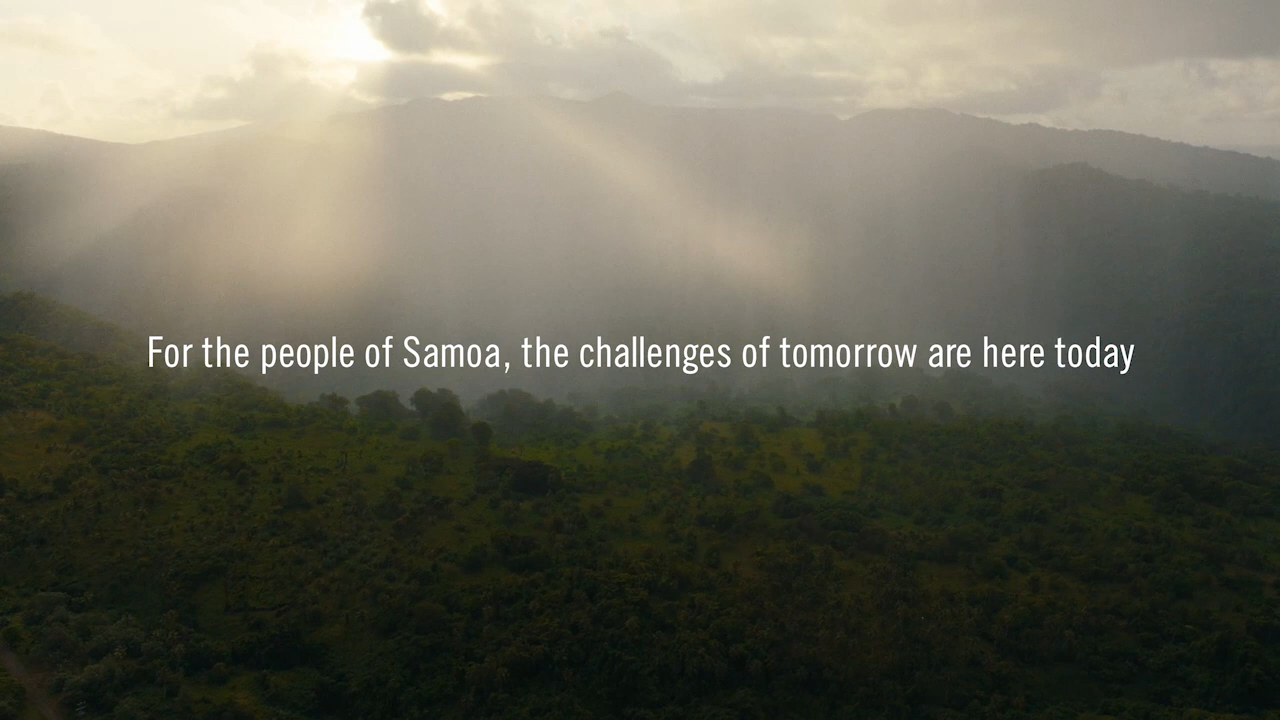 For the people of Samoa, the challenges of tomorrow are here today